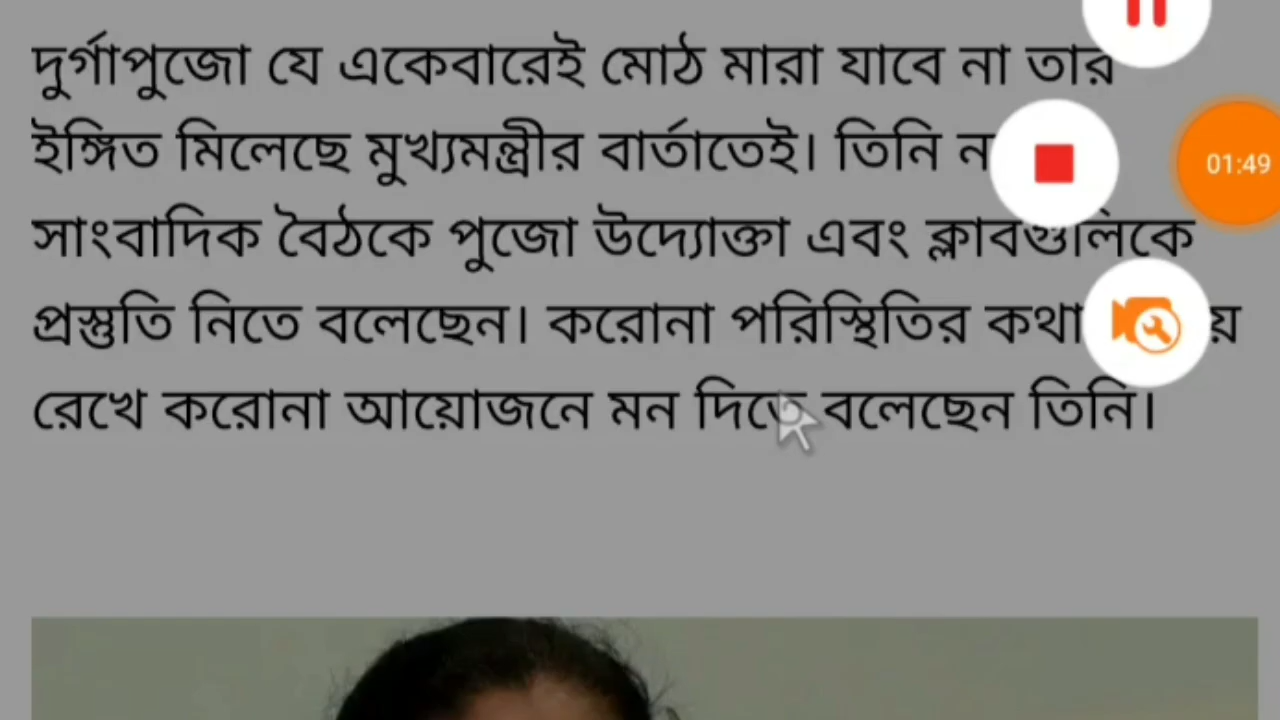 দুর্গাপুজো যে একেবারেই মোঠ মারা যাবে না তার
ইঙ্গিত মিলেছে মুখ্যমন্ত্রীর বার্তাতেই। তিনি
01:49
সাংবাদিক বৈঠকে পুজো উদ্যোক্তা এবং ক্লাবগুলিকে
প্রস্তুতি নিতে বলেছেন। করোনা পরিস্থিতির কথা
রেখে করোনা আয়োজনে মন দিতে বলেছেন তিনি।